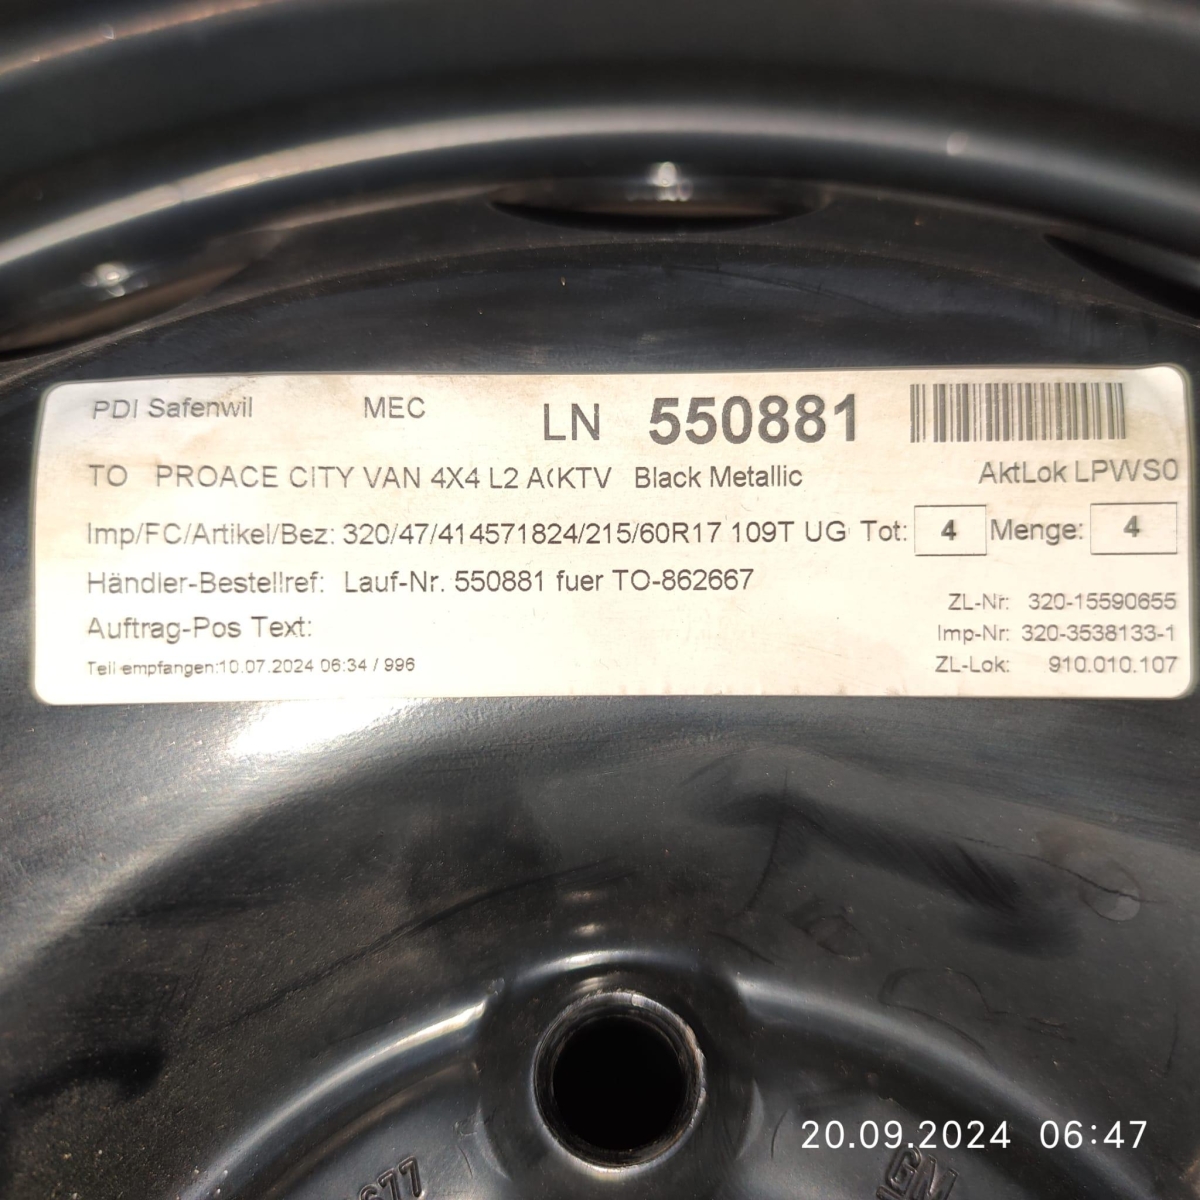 PDI Safenwil MEC LN 550881
TO PROACE CITY VAN 4X4 L2 A(KTV Black Metallic AktLok LPWS0
Imp/FC/Artikel/Bez: 320/47/414571824/215/60R17 109T UG Tot: 4 Menge: 4
Händler-Bestellref: Lauf-Nr. 550881 fuer TO-862667
ZL-Nr: 320-15590655
Auftrag-Pos Text:
Imp-Nr: 320-3538133-1
Teil empfangen:10.07.2024 06:34 / 996
ZL-Lok: 910.010.107
20.09.2024 06:47
677 GM